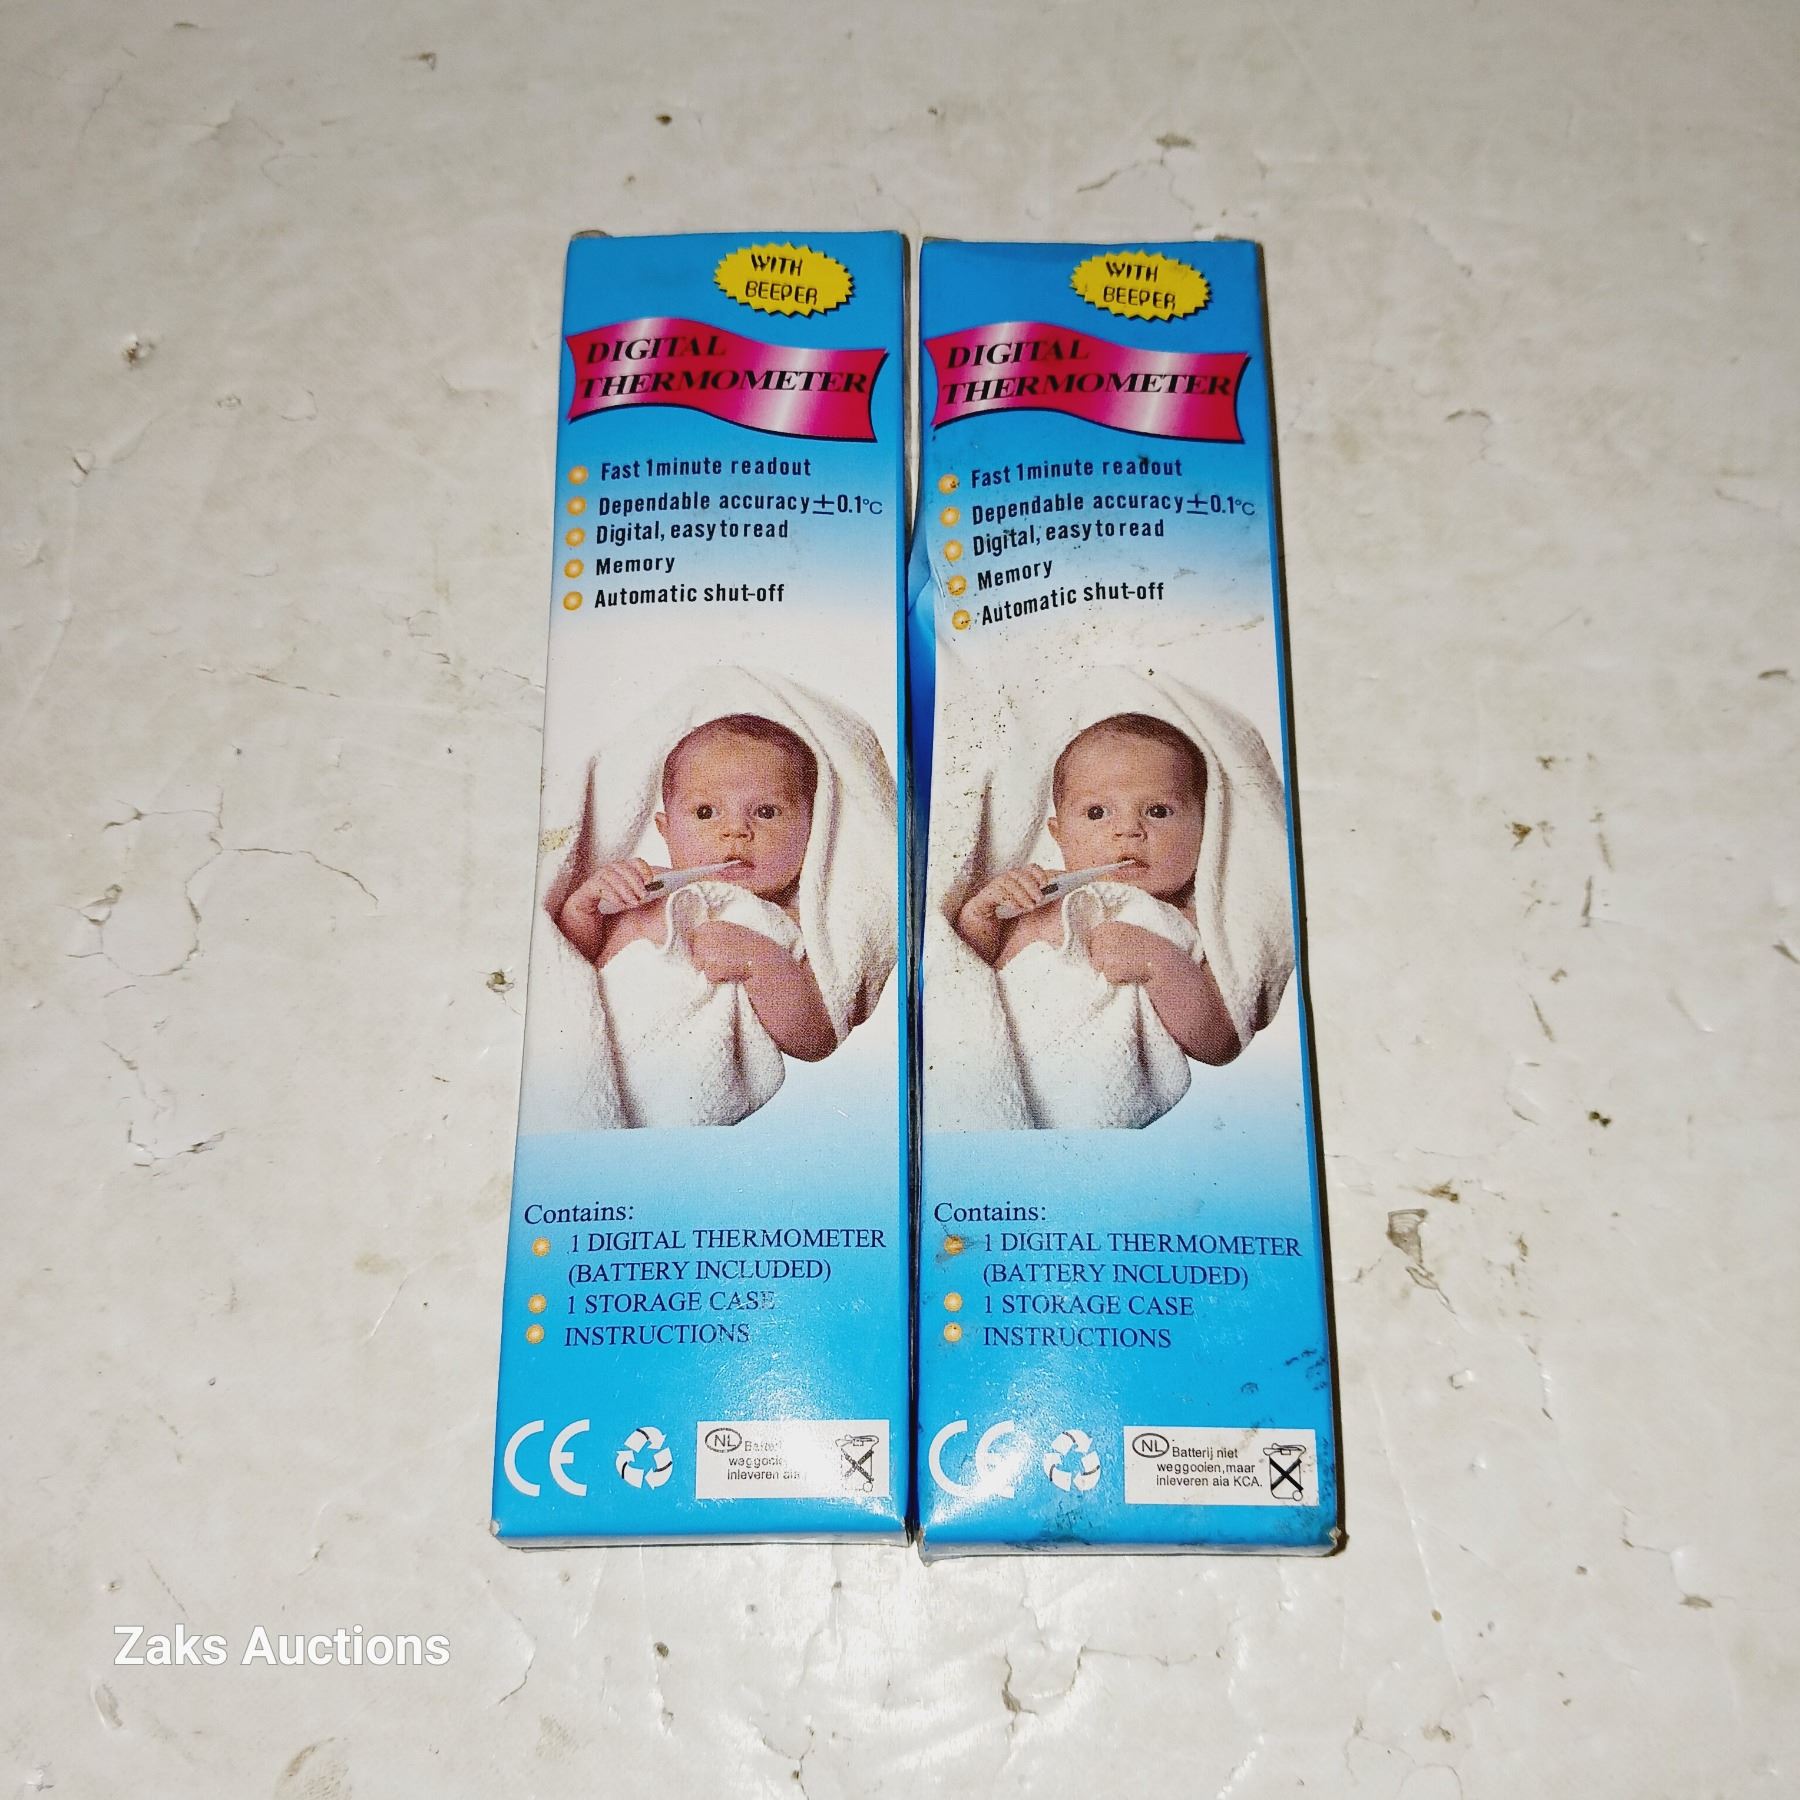 WITH
BEEPER
DIGITAL
THERMOMETER
Fast 1minute readout
Dependable accuracy±0.1°C
Digital, easy to read
Memory
Automatic shut-off
Contains:
1 DIGITAL THERMOMETER
(BATTERY INCLUDED)
1 STORAGE CASE
INSTRUCTIONS
CE
NL
inleveren
WITH
BEEPER
DIGITAL
THERMOMETER
Fast 1minute readout
Dependable accuracy±0.1°C
Digital, easy to read
Memory
Automatic shut-off
Contains:
1 DIGITAL THERMOMETER
(BATTERY INCLUDED)
1 STORAGE CASE
INSTRUCTIONS
CE
NL Batterij niet
weggooien,maar
inleveren ala KCA.
Zaks Auctions